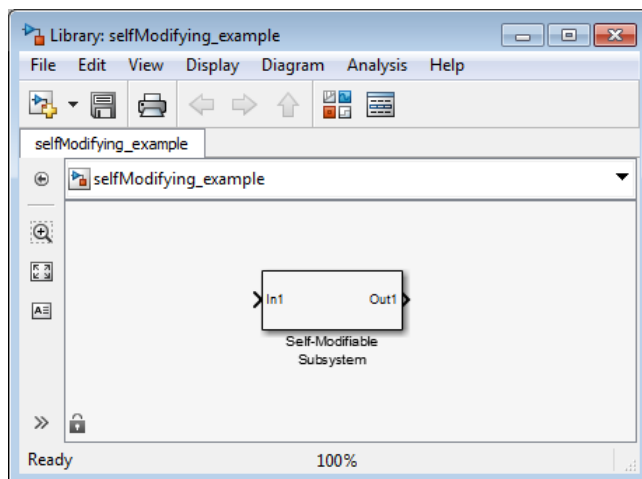 Library: selfModifying_example
File Edit View Display Diagram Analysis Help
selfModifying_example
selfModifying_example
In1 Out1
Self-Modifiable
Subsystem
Ready 100%